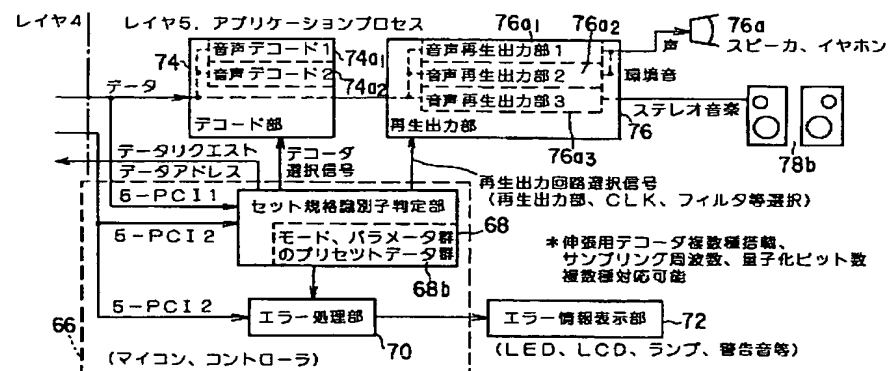 レイヤ4
レイヤ5．アプリケーションプロセス
76a1
76a2
76a
74
音声デコード1
74a1
音声デコード2
74a2
デコード部
音声再生出力部1
音声再生出力部2
音声再生出力部3
再生出力部
76
76a3
声
スピーカ、イヤホン
環境音
ステレオ音楽
78b
データ
データリクエスト
データアドレス
デコーダ
選択信号
再生出力回路選択信号
(再生出力部、CLK、フィルタ等選択)
5-PCI1
5-PCI2
セット規格識別子判定部
モード、パラメータ群
のプリセットデータ群
68
68b
＊伸張用デコーダ複数種搭載、
サンプリング周波数、量子化ビット数
複数種対応可能
5-PCI2
66
エラー処理部
70
エラー情報表示部
72
(マイコン、コントローラ)
(LED、LCD、ランプ、警告音等)